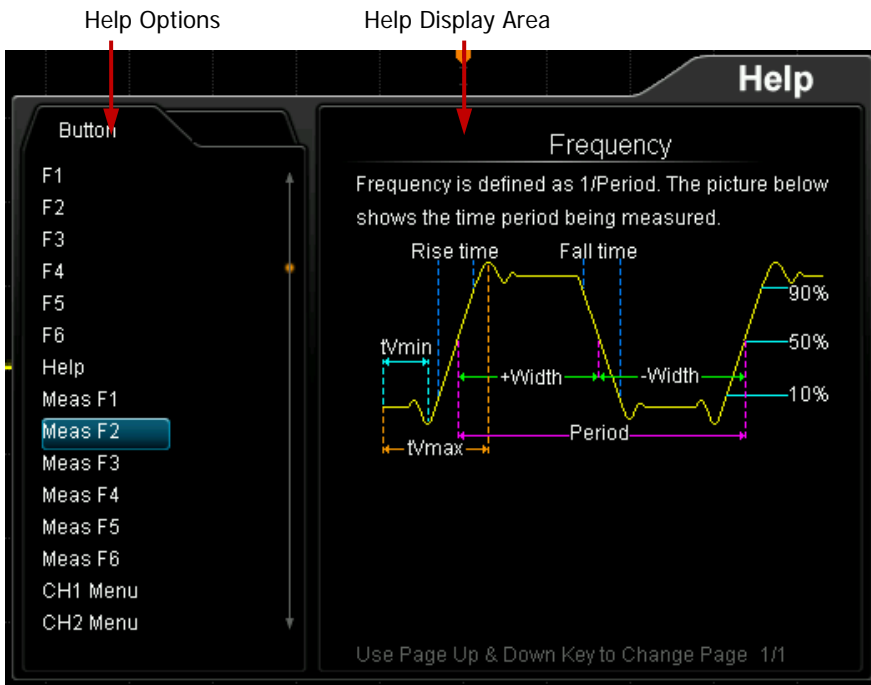 Help Options
Help Display Area
Help
Button
F1
F2
F3
F4
F5
F6
Help
Meas F1
Meas F2
Meas F3
Meas F4
Meas F5
Meas F6
CH1 Menu
CH2 Menu
Frequency
Frequency is defined as 1/Period. The picture below
shows the time period being measured.
Rise time
Fall time
90%
tVmin
50%
+Width
-Width
10%
Period
tVmax
Use Page Up & Down Key to Change Page 1/1